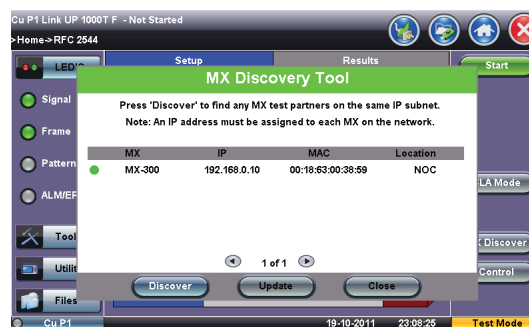 Cu P1 Link UP 1000T F - Not Started
>Home->RFC 2544
LED'S
Setup
Results
Start
MX Discovery Tool
Press 'Discover' to find any MX test partners on the same IP subnet.
Note: An IP address must be assigned to each MX on the network.
Signal
Frame
Pattern
ALM/ER
MX IP MAC Location
MX-300 192.168.0.10 00:18:63:00:38:59 NOC
LA Mode
Tool
Discover
1 of 1
Utilit
Control
Discover
Update
Close
Files
Cu P1
19-10-2011 23:08:25
Test Mode